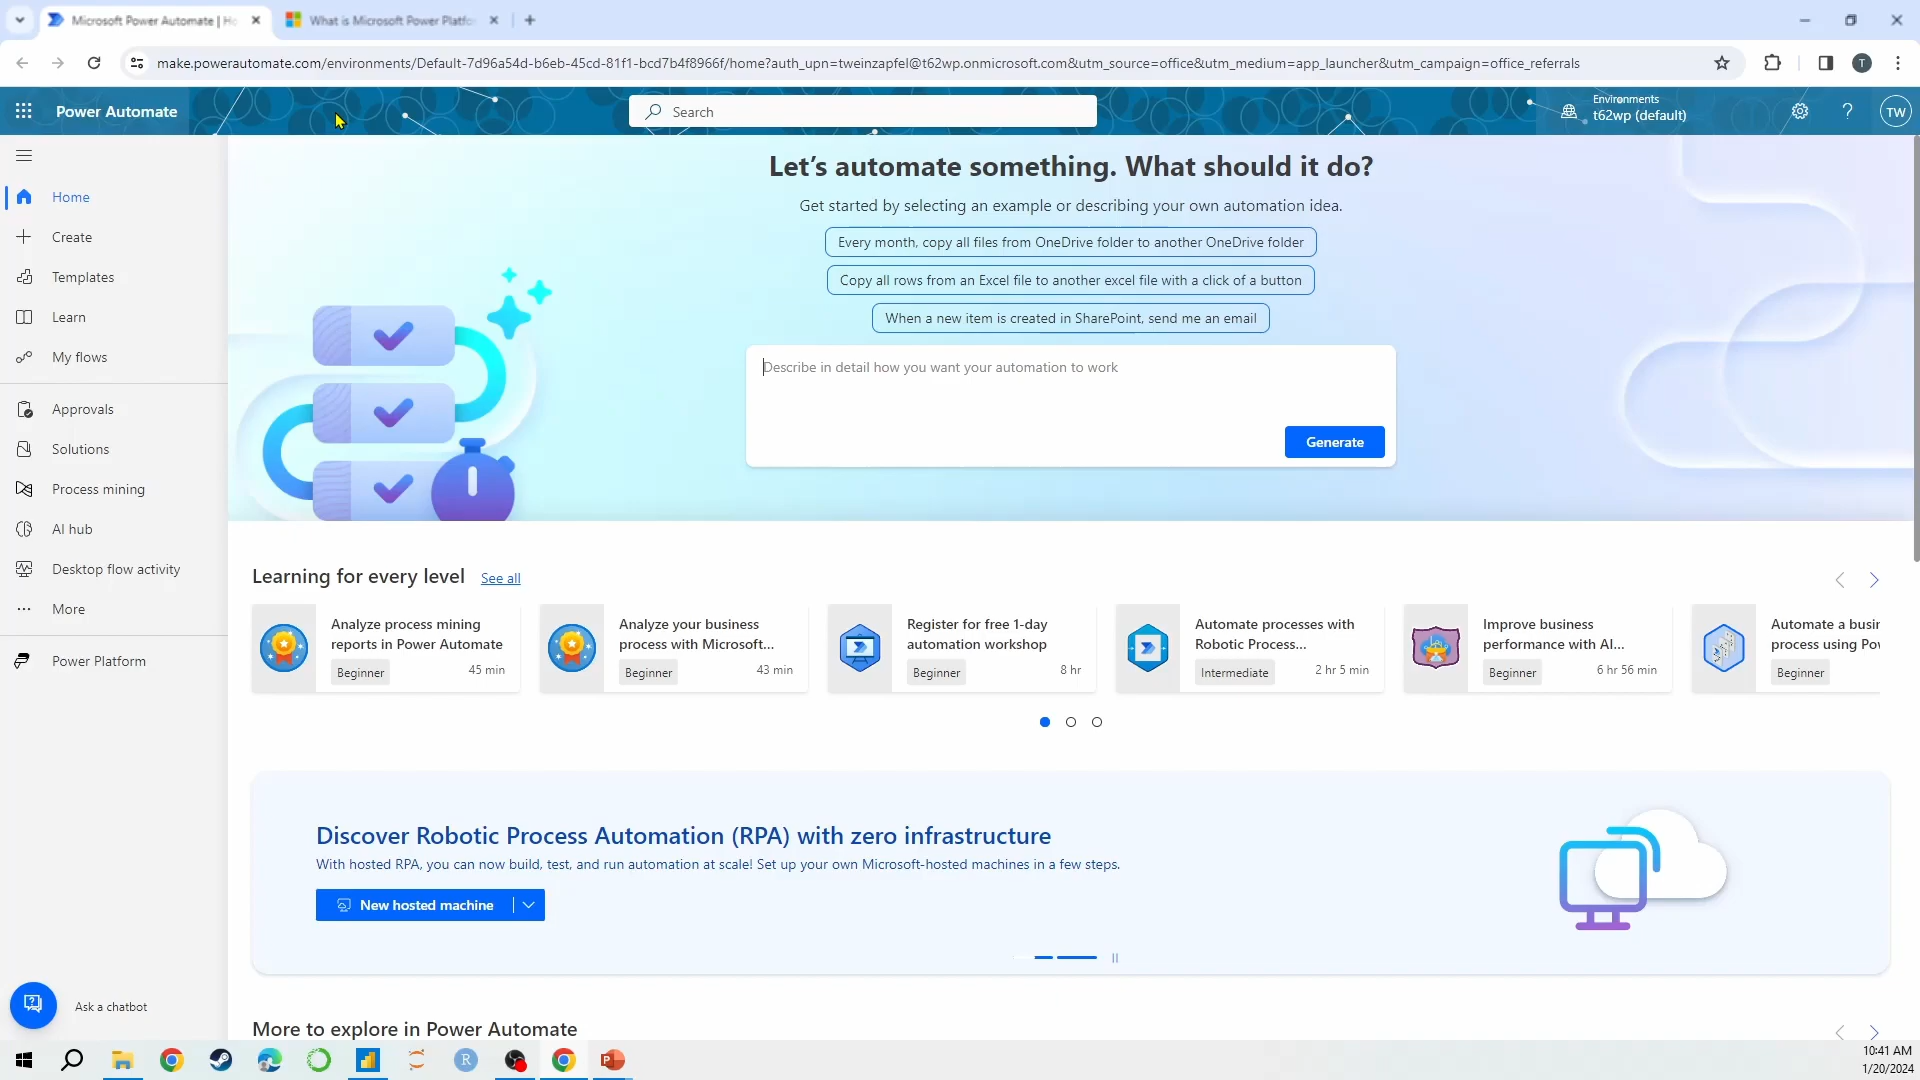 Microsoft Power Automate | Ho
What is Microsoft Power Platfo
make.powerautomate.com/environments/Default-7d96a54d-b6eb-45cd-81f1-bcd7b4f8966f/home?auth_upn=tweinzapfel@t62wp.onmicrosoft.com&utm_source=office&utm_medium=app_launcher&utm_campaign=office_referrals
T
Power Automate
Search
Environments
t62wp (default)
?
TW
Home
Create
Templates
Learn
My flows
Approvals
Solutions
Process mining
AI hub
Desktop flow activity
More
Power Platform
Ask a chatbot
Let's automate something. What should it do?
Get started by selecting an example or describing your own automation idea.
Every month, copy all files from OneDrive folder to another OneDrive folder
Copy all rows from an Excel file to another excel file with a click of a button
When a new item is created in SharePoint, send me an email
Describe in detail how you want your automation to work
Generate
Learning for every level See all
Analyze process mining
reports in Power Automate
Beginner 45 min
Analyze your business
process with Microsoft...
Beginner 43 min
Register for free 1-day
automation workshop
Beginner 8 hr
Automate processes with
Robotic Process...
Intermediate 2 hr 5 min
Improve business
performance with AI...
Beginner 6 hr 56 min
Automate a busin
process using Pov
Beginner
Discover Robotic Process Automation (RPA) with zero infrastructure
With hosted RPA, you can now build, test, and run automation at scale! Set up your own Microsoft-hosted machines in a few steps.
New hosted machine
More to explore in Power Automate
10:41 AM
1/20/2024